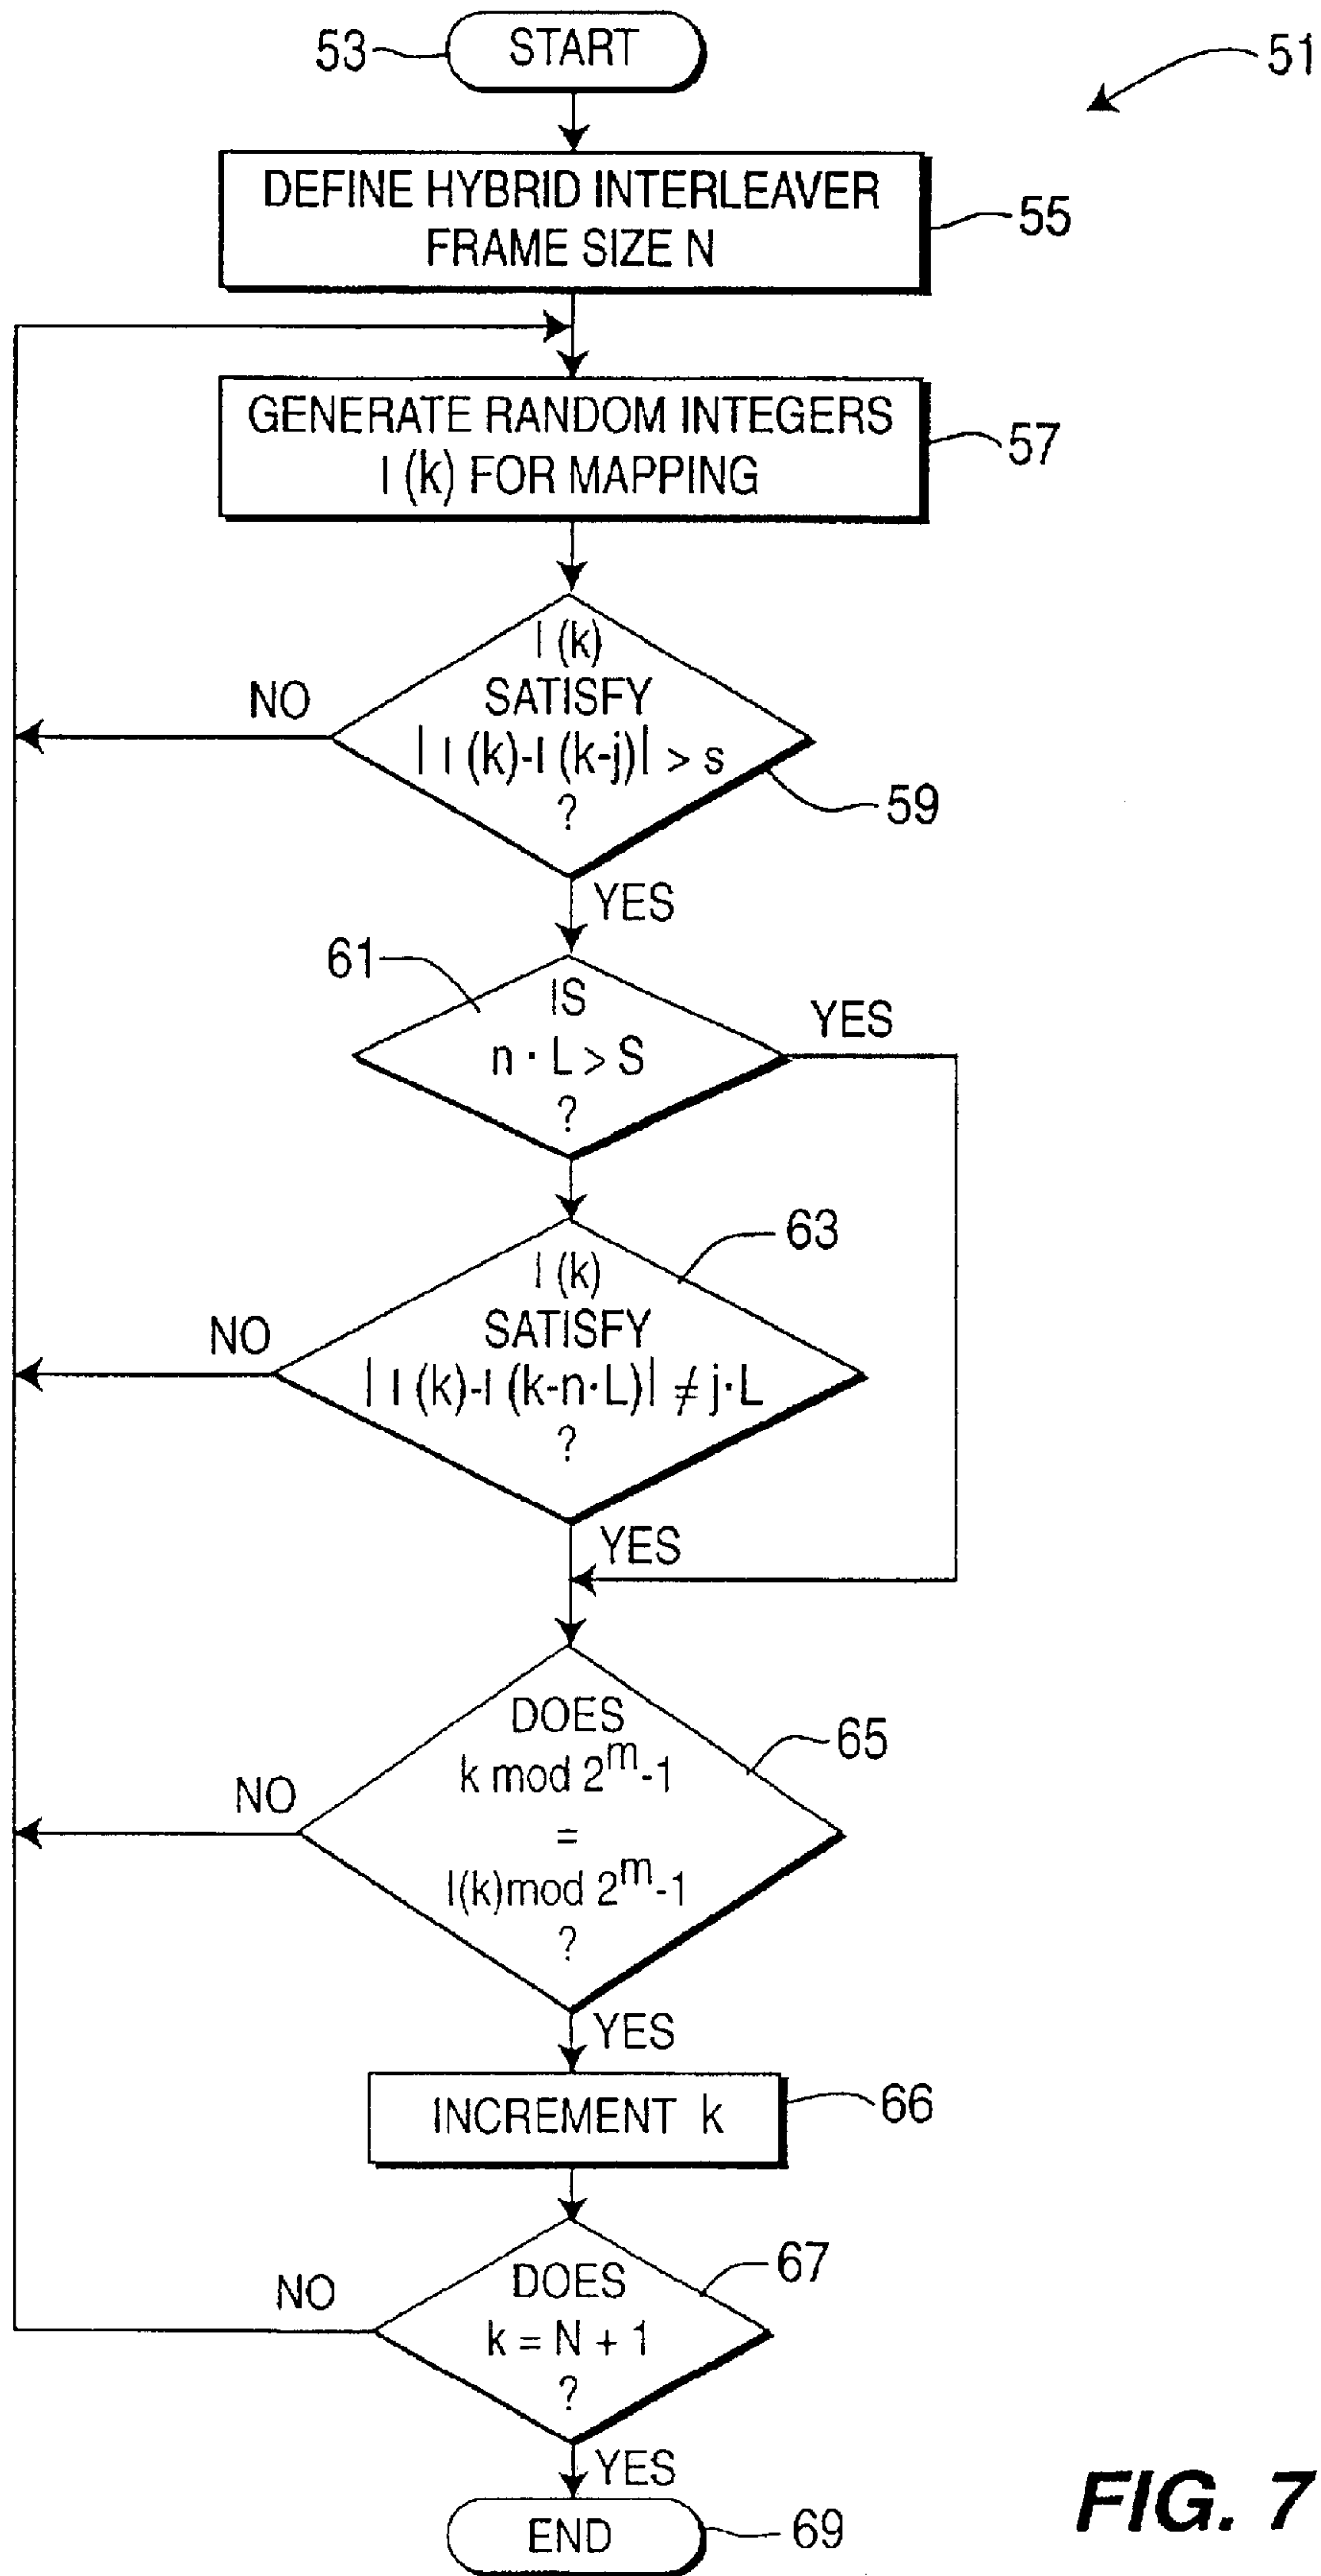 53
START
51
DEFINE HYBRID INTERLEAVER
FRAME SIZE N
55
GENERATE RANDOM INTEGERS
I (k) FOR MAPPING
57
I (k)
SATISFY
| I (k)-I (k-j)| > s
?
NO
59
YES
61
IS
n · L > S
?
YES
63
I (k)
SATISFY
| I (k)-I (k-n·L)| ≠ j·L
?
NO
YES
DOES
k mod 2^m-1
=
I(k)mod 2^m-1
?
65
NO
YES
INCREMENT k
66
DOES
k = N + 1
?
67
NO
YES
END
69
FIG. 7